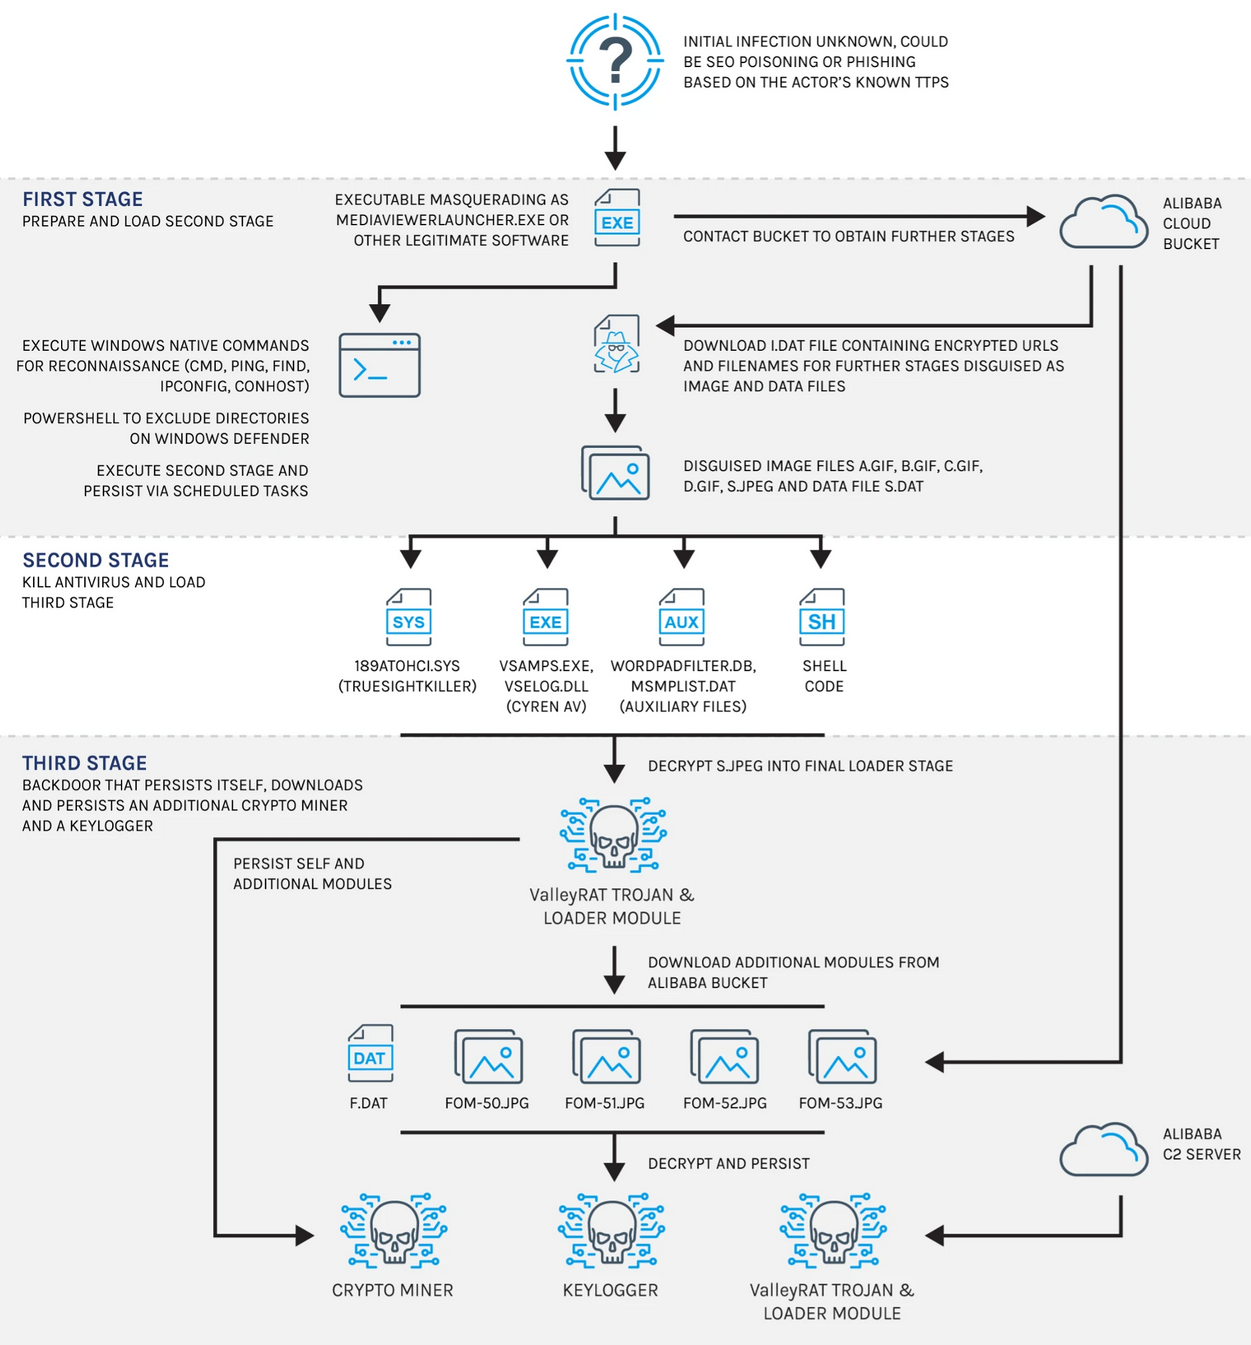 ?
INITIAL INFECTION UNKNOWN, COULD
BE SEO POISONING OR PHISHING
BASED ON THE ACTOR'S KNOWN TTPS
FIRST STAGE
PREPARE AND LOAD SECOND STAGE
EXECUTABLE MASQUERADING AS
MEDIAVIEWERLAUNCHER.EXE OR
OTHER LEGITIMATE SOFTWARE
EXE
CONTACT BUCKET TO OBTAIN FURTHER STAGES
ALIBABA
CLOUD
BUCKET
EXECUTE WINDOWS NATIVE COMMANDS
FOR RECONNAISSANCE (CMD, PING, FIND,
IPCONFIG, CONHOST)
POWERSHELL TO EXCLUDE DIRECTORIES
ON WINDOWS DEFENDER
EXECUTE SECOND STAGE AND
PERSIST VIA SCHEDULED TASKS
DOWNLOAD I.DAT FILE CONTAINING ENCRYPTED URLS
AND FILENAMES FOR FURTHER STAGES DISGUISED AS
IMAGE AND DATA FILES
DISGUISED IMAGE FILES A.GIF, B.GIF, C.GIF,
D.GIF, S.JPEG AND DATA FILE S.DAT
SECOND STAGE
KILL ANTIVIRUS AND LOAD
THIRD STAGE
SYS
189ATOHCI.SYS
(TRUESIGHTKILLER)
EXE
VSAMPS.EXE,
VSELOG.DLL
(CYREN AV)
AUX
WORDPADFILTER.DB,
MSMPLIST.DAT
(AUXILIARY FILES)
SH
SHELL
CODE
THIRD STAGE
BACKDOOR THAT PERSISTS ITSELF, DOWNLOADS
AND PERSISTS AN ADDITIONAL CRYPTO MINER
AND A KEYLOGGER
DECRYPT S.JPEG INTO FINAL LOADER STAGE
PERSIST SELF AND
ADDITIONAL MODULES
ValleyRAT TROJAN &
LOADER MODULE
DOWNLOAD ADDITIONAL MODULES FROM
ALIBABA BUCKET
DAT
F.DAT
FOM-50.JPG
FOM-51.JPG
FOM-52.JPG
FOM-53.JPG
DECRYPT AND PERSIST
ALIBABA
C2 SERVER
CRYPTO MINER
KEYLOGGER
ValleyRAT TROJAN &
LOADER MODULE